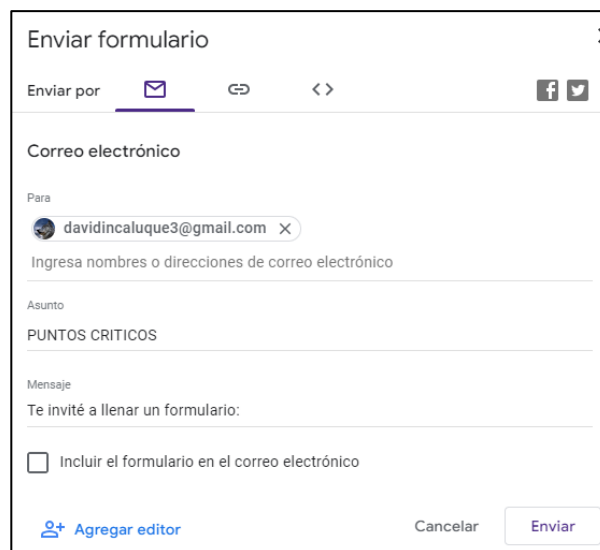 Enviar formulario
Enviar por
Correo electrónico
Para
davidincaluque3@gmail.com
Ingresa nombres o direcciones de correo electrónico
Asunto
PUNTOS CRITICOS
Mensaje
Te invité a llenar un formulario:
Incluir el formulario en el correo electrónico
Agregar editor
Cancelar
Enviar